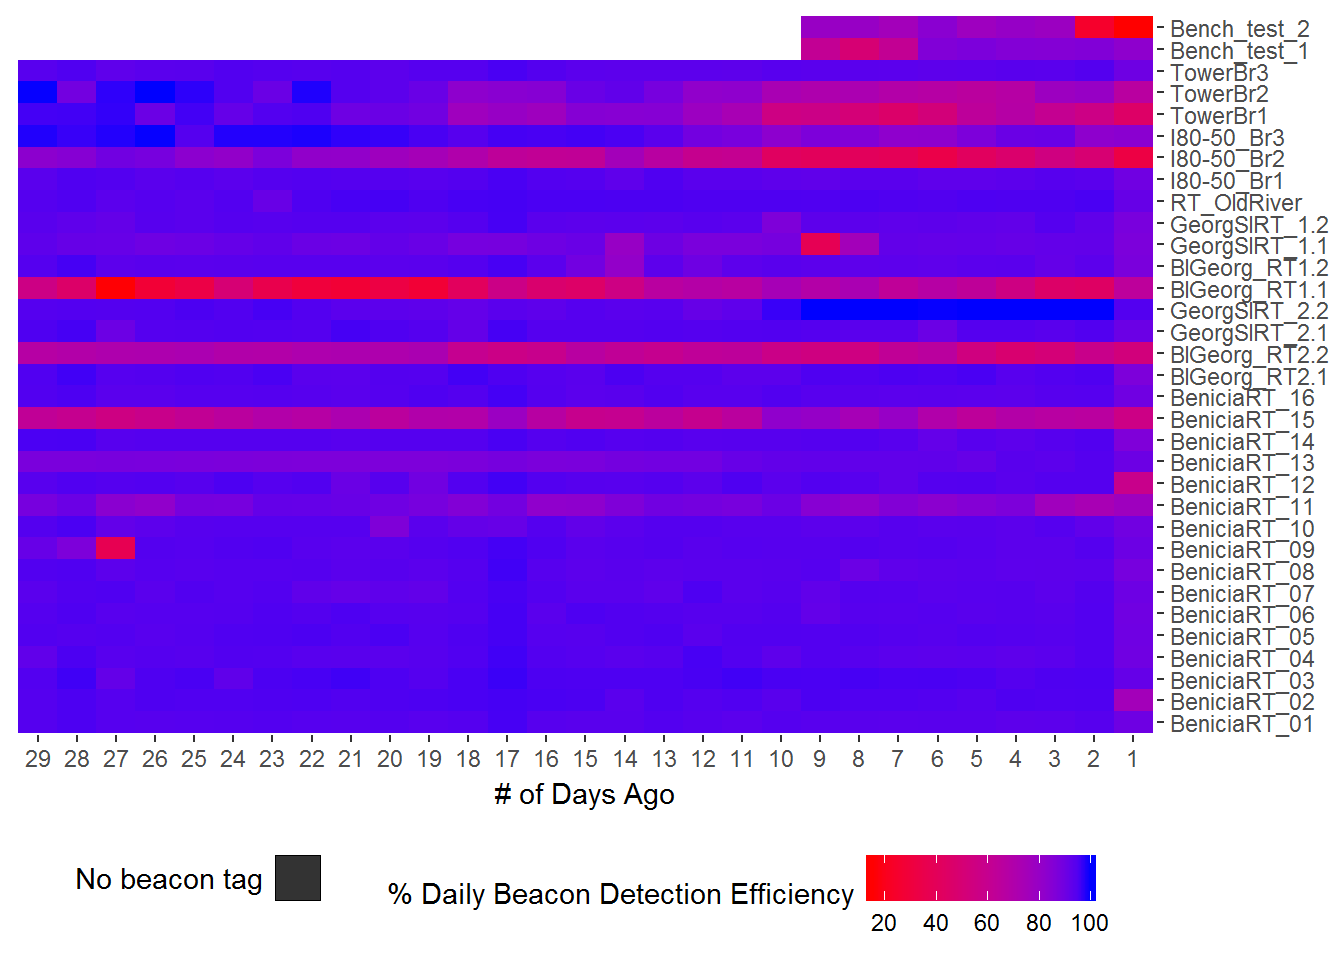 Bench_test_2
Bench_test_1
TowerBr3
TowerBr2
TowerBr1
I80-50_Br3
I80-50_Br2
I80-50_Br1
RT_OldRiver
GeorgSlRT_1.2
GeorgSlRT_1.1
BlGeorg_RT1.2
BlGeorg_RT1.1
GeorgSlRT_2.2
GeorgSlRT_2.1
BlGeorg_RT2.2
BlGeorg_RT2.1
BeniciaRT_16
BeniciaRT_15
BeniciaRT_14
BeniciaRT_13
BeniciaRT_12
BeniciaRT_11
BeniciaRT_10
BeniciaRT_09
BeniciaRT_08
BeniciaRT_07
BeniciaRT_06
BeniciaRT_05
BeniciaRT_04
BeniciaRT_03
BeniciaRT_02
BeniciaRT_01
29 28 27 26 25 24 23 22 21 20 19 18 17 16 15 14 13 12 11 10 9 8 7 6 5 4 3 2 1
# of Days Ago
No beacon tag
% Daily Beacon Detection Efficiency
20 40 60 80 100